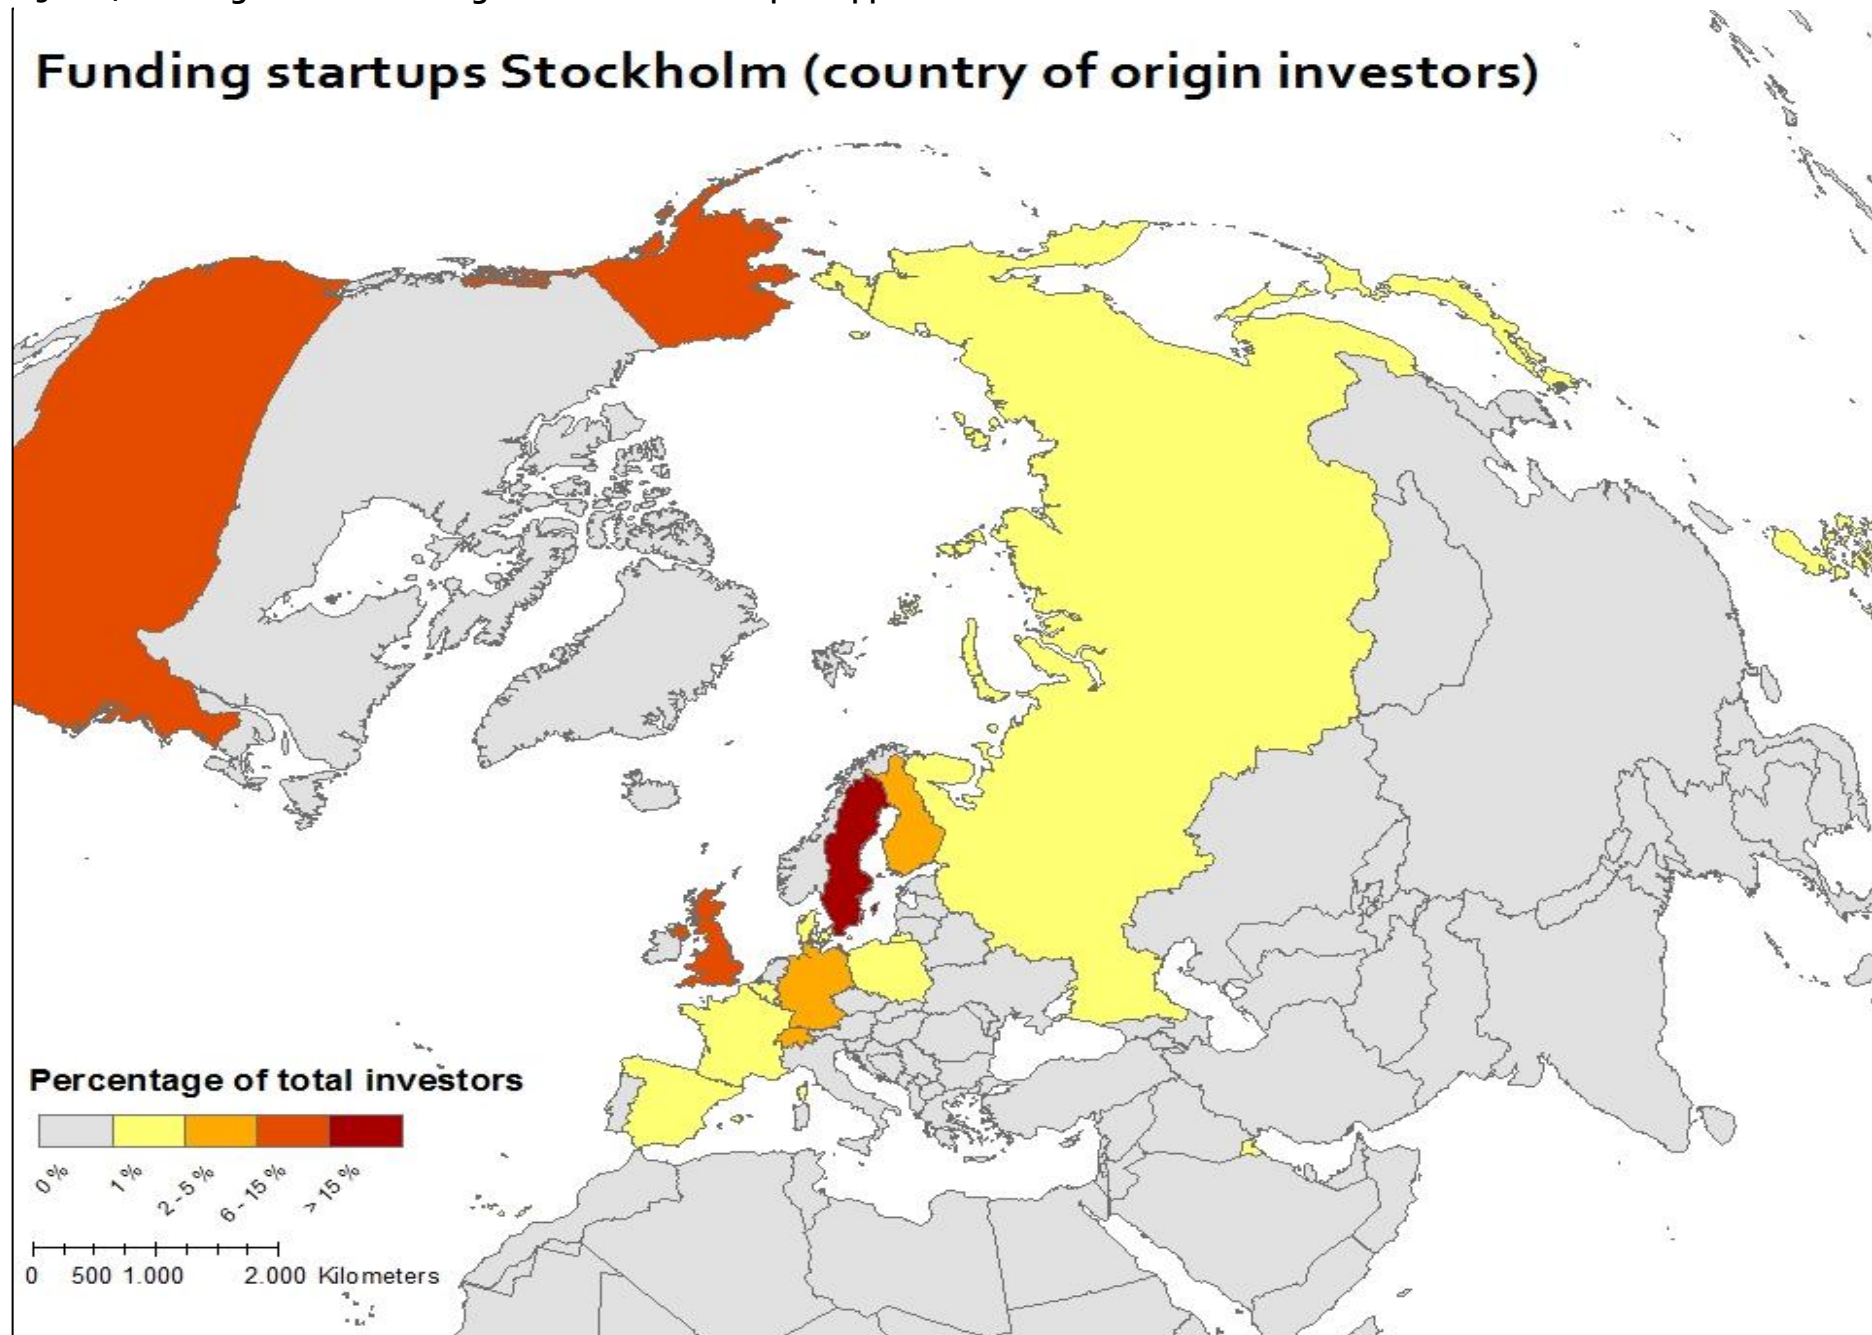 Funding startups Stockholm (country of origin investors)
Percentage of total investors
0 %
1 %
2 - 5 %
6 - 15 %
> 15 %
0 500 1.000 2.000 Kilometers